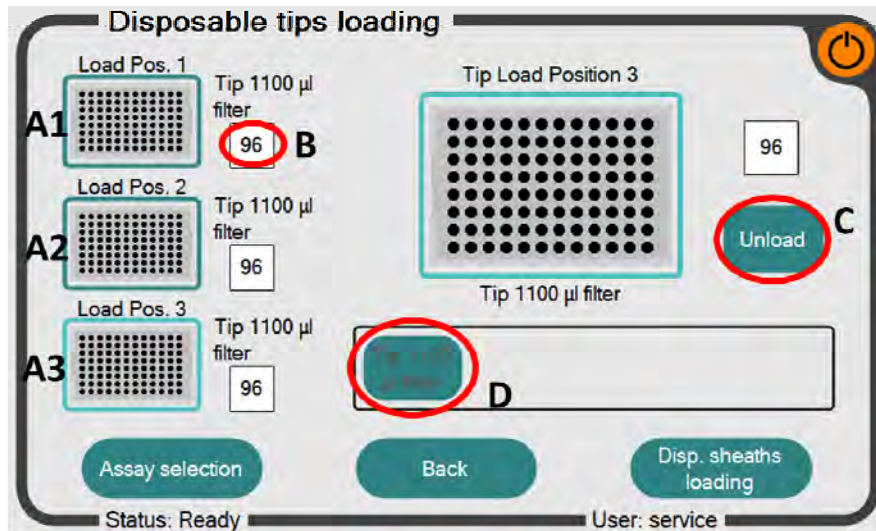 Disposable tips loading
Load Pos. 1
A1
Tip 1100 µl
filter
96
B
Load Pos. 2
A2
Tip 1100 µl
filter
96
Load Pos. 3
A3
Tip 1100 µl
filter
96
Tip Load Position 3
96
Unload
C
Tip 1100 µl filter
D
Assay selection
Back
Disp. sheaths
loading
Status: Ready
User: service